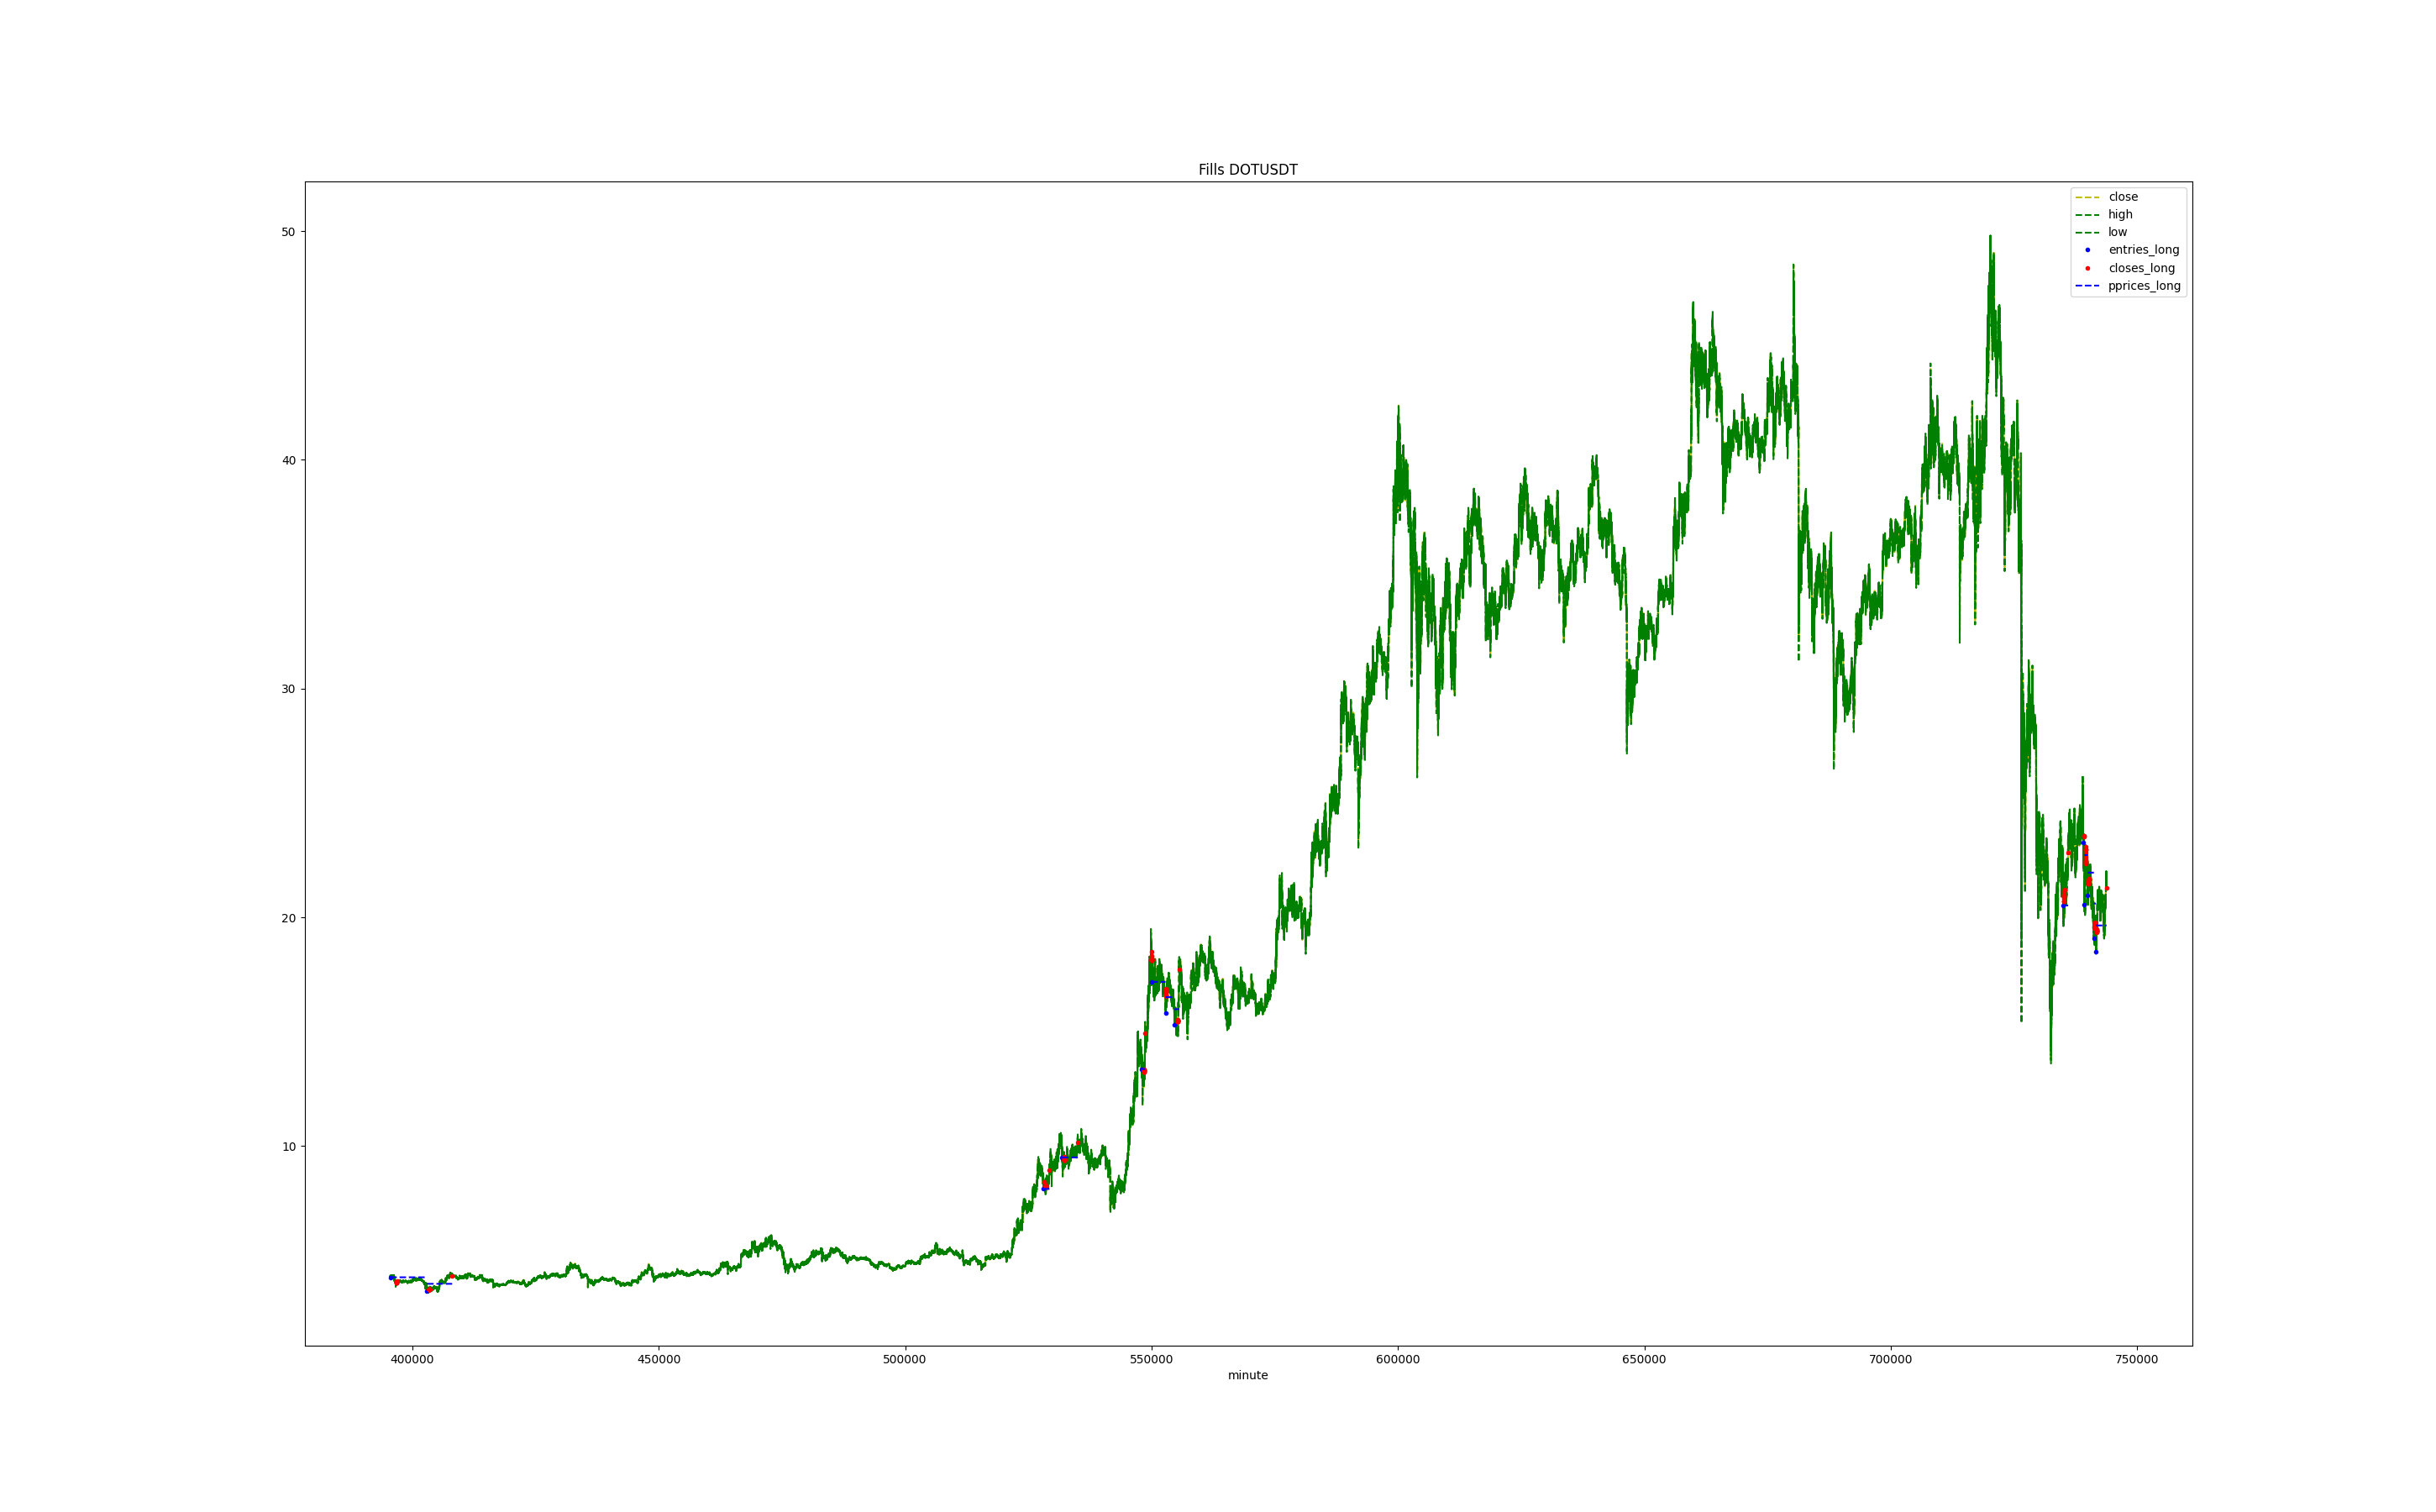 Fills DOTUSDT
close
high
low
entries_long
closes_long
pprices_long
50
40
30
20
10
400000 450000 500000 550000 600000 650000 700000 750000
minute